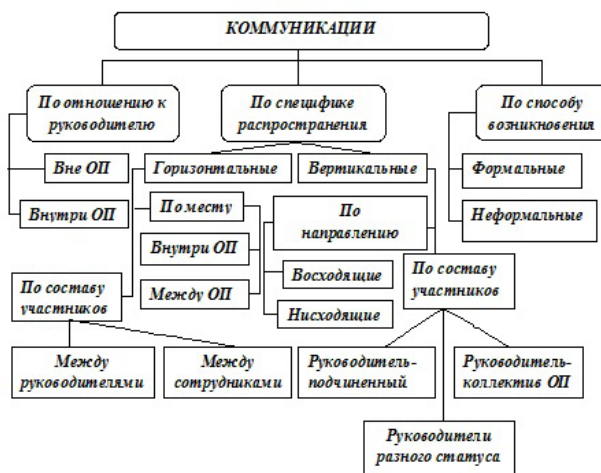 КОММУНИКАЦИИ
По отношению к
руководителю
По специфике
распространения
По способу
возникновения
Вне ОП
Внутри ОП
Горизонтальные
Вертикальные
Формальные
Неформальные
По месту
Внутри ОП
Между ОП
По
направлению
Восходящие
Нисходящие
По составу
участников
По составу
участников
Между
руководителями
Между
сотрудниками
Руководитель-
подчиненный
Руководитель-
коллектив ОП
Руководители
разного статуса